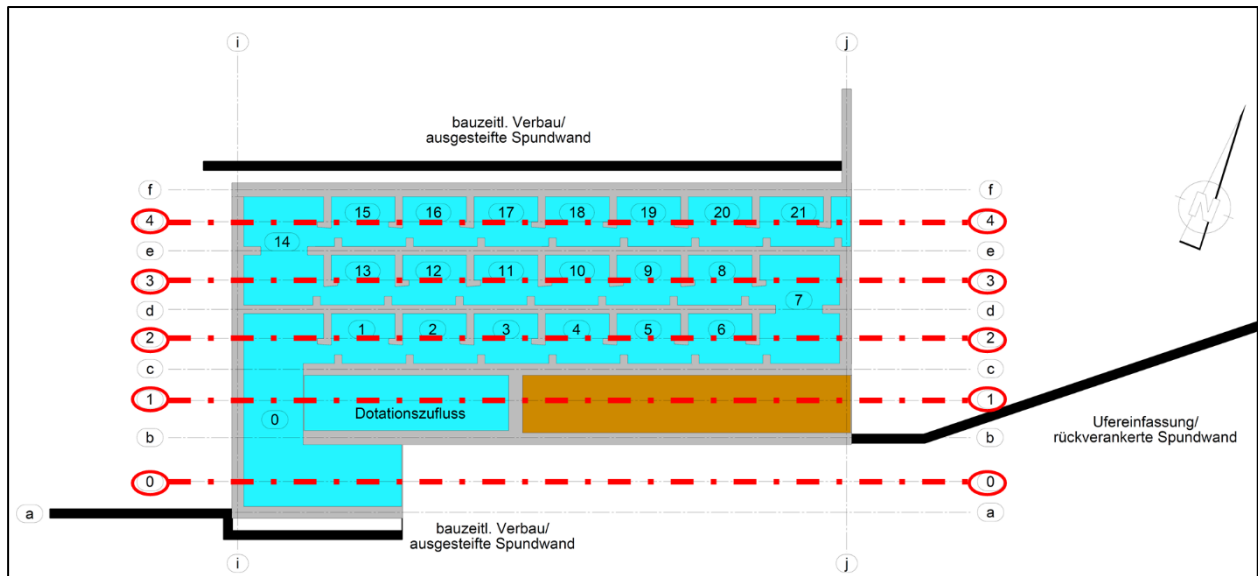 i
j
bauzeitl. Verbau/
ausgesteifte Spundwand
f
f
4
15
16
17
18
19
20
21
4
14
e
e
3
13
12
11
10
9
8
3
7
d
d
2
1
2
3
4
5
6
2
c
c
1
Dotationszufluss
1
0
b
b
Ufereinfassung/
rückverankerte Spundwand
0
0
a
a
bauzeitl. Verbau/
ausgesteifte Spundwand
i
j
N